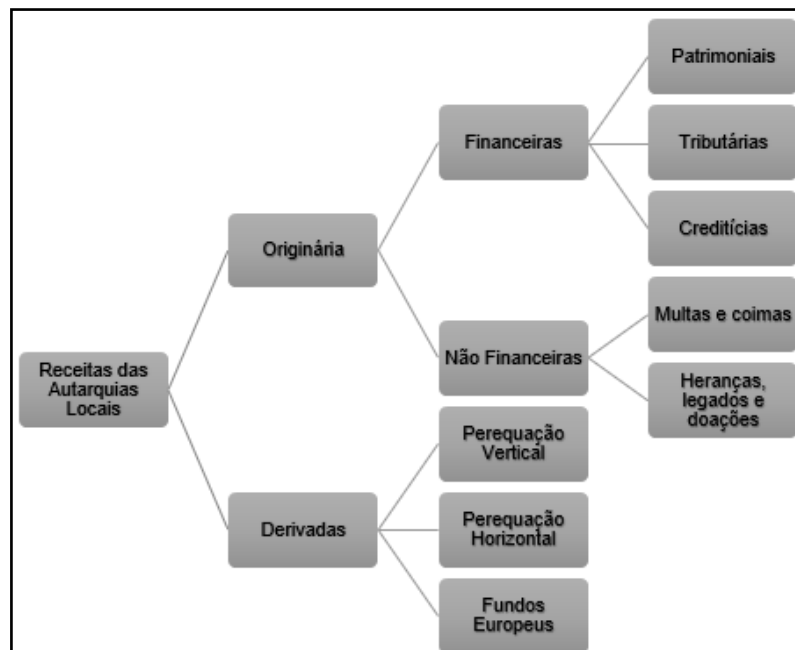 Receitas das
Autarquias
Locais
Originária
Financeiras
Patrimoniais
Tributárias
Creditícias
Não Financeiras
Multas e coimas
Heranças,
legados e
doações
Derivadas
Perequação
Vertical
Perequação
Horizontal
Fundos
Europeus